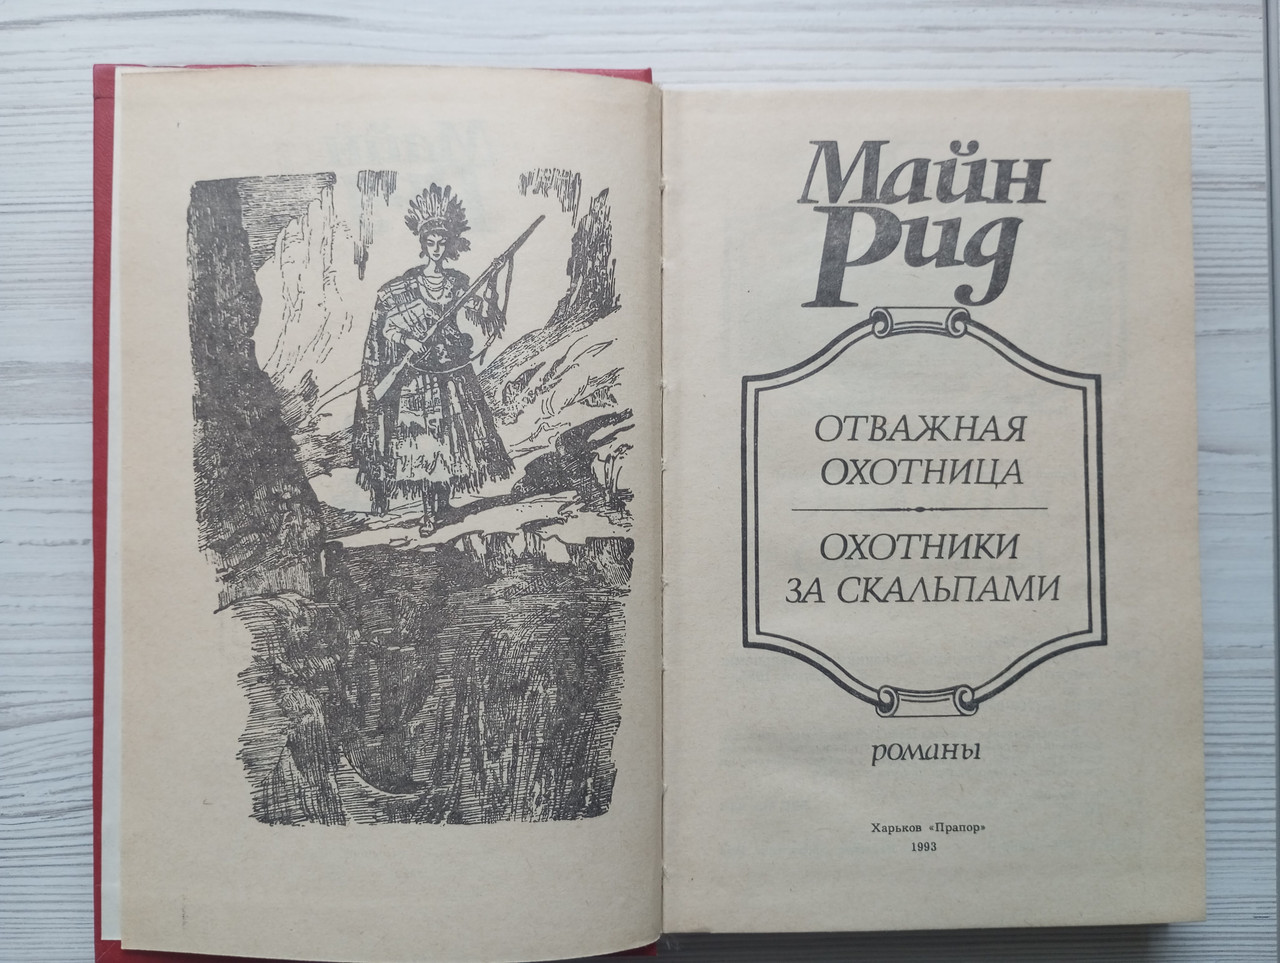 Майн
Рид
ОТВАЖНАЯ
ОХОТНИЦА
ОХОТНИКИ
ЗА СКАЛЬПАМИ
романы
Харьков «Прапор»
1993